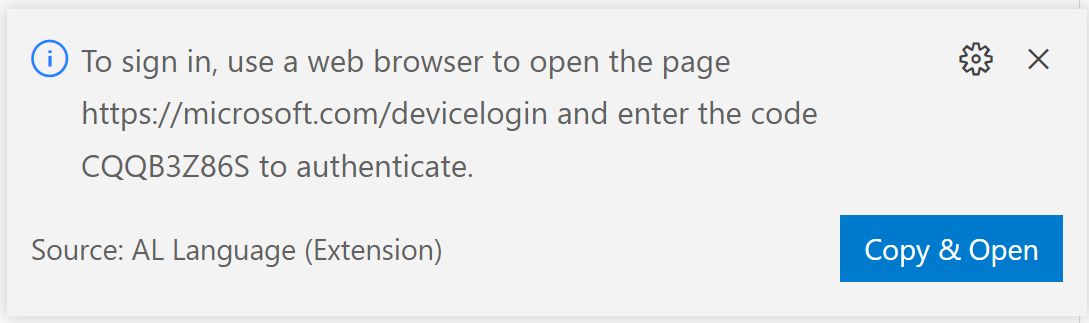 To sign in, use a web browser to open the page
https://microsoft.com/devicelogin and enter the code
CQQB3Z86S to authenticate.
Source: AL Language (Extension)
Copy & Open